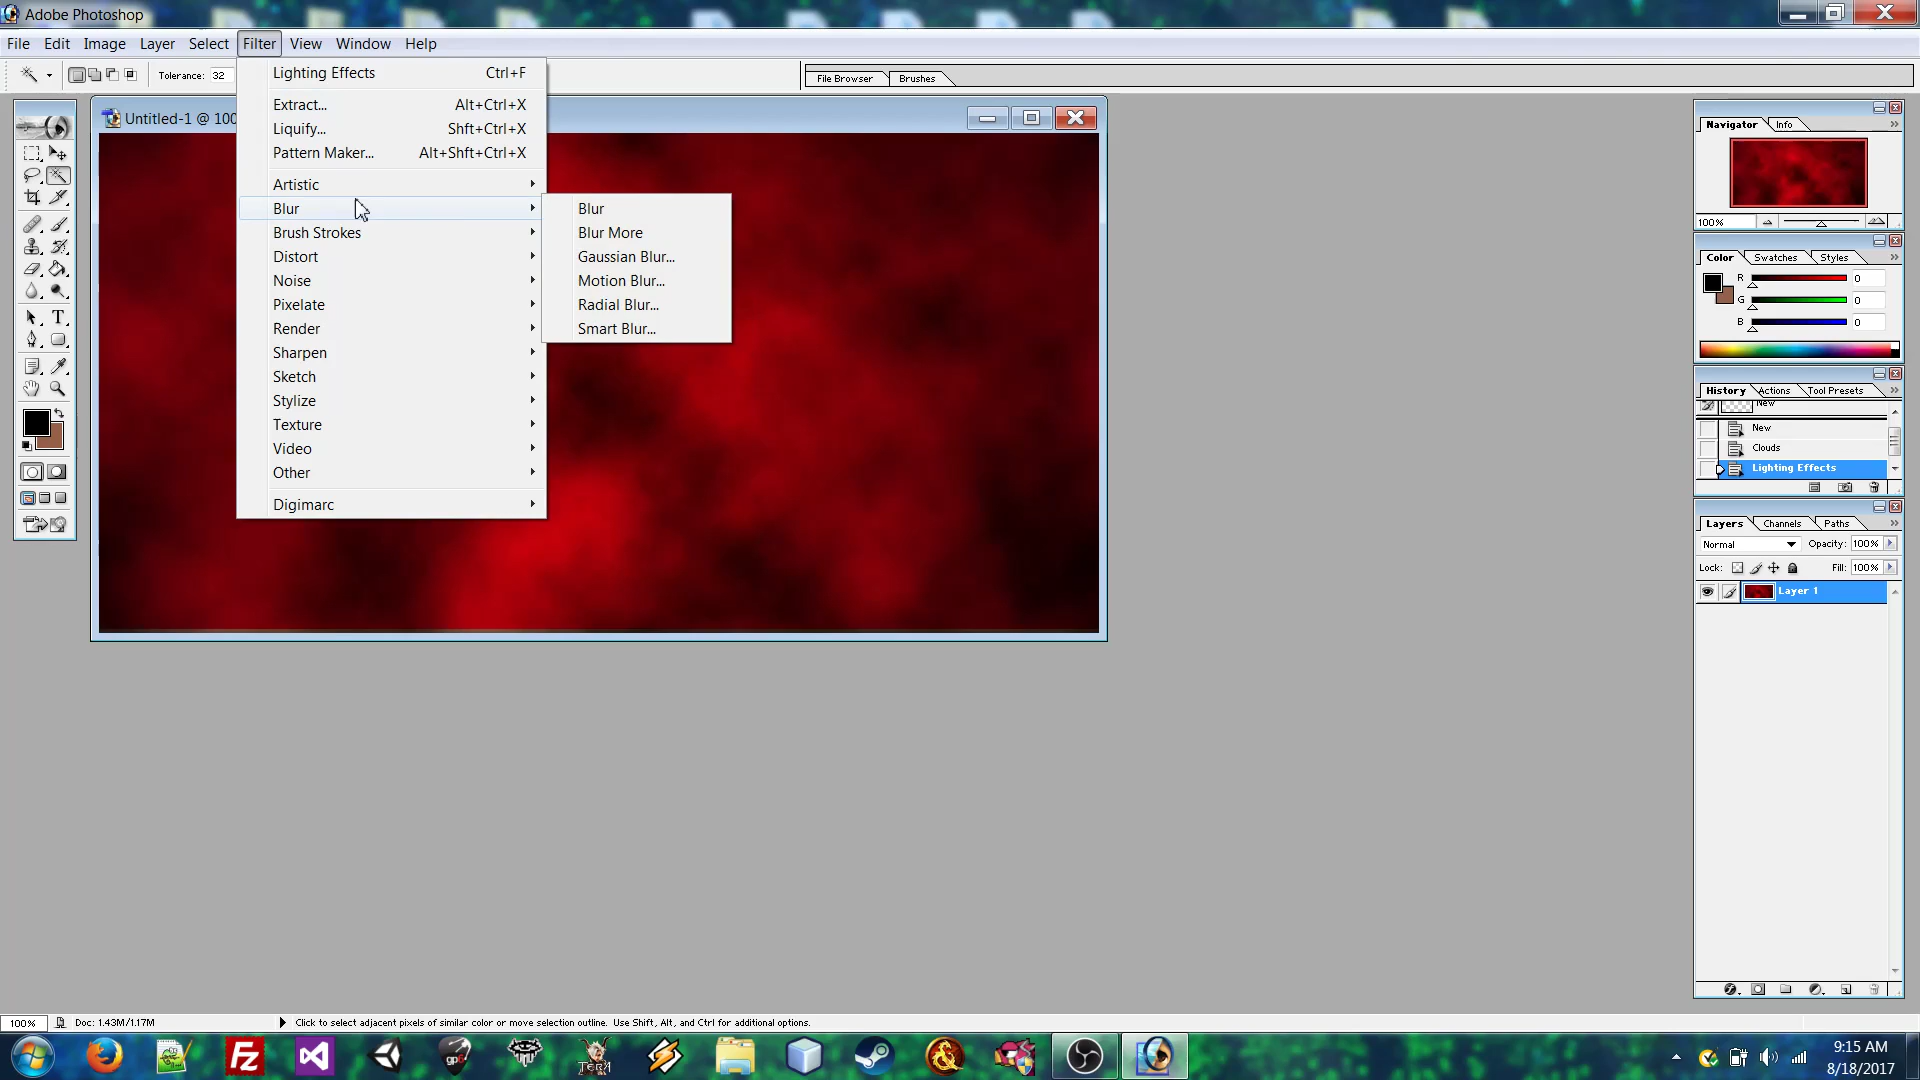 Adobe Photoshop
File Edit Image Layer Select Filter View Window Help
Tolerance: 32
File Browser Brushes
Untitled-1 @ 100
Lighting Effects Ctrl+F
Extract... Alt+Ctrl+X
Liquify... Shft+Ctrl+X
Pattern Maker... Alt+Shft+Ctrl+X
Artistic
Blur
Brush Strokes
Distort
Noise
Pixelate
Render
Sharpen
Sketch
Stylize
Texture
Video
Other
Digimarc
Blur
Blur More
Gaussian Blur...
Motion Blur...
Radial Blur...
Smart Blur...
Navigator Info
100%
Color Swatches Styles
R 0
G 0
B 0
History Actions Tool Presets
New
New
Clouds
Lighting Effects
Layers Channels Paths
Normal Opacity: 100%
Lock: Fill: 100%
Layer 1
100% Doc: 1.43M/1.17M Click to select adjacent pixels of similar color or move selection outline. Use Shift, Alt, and Ctrl for additional options.
FZ
gp6
TERA
9:15 AM
8/18/2017